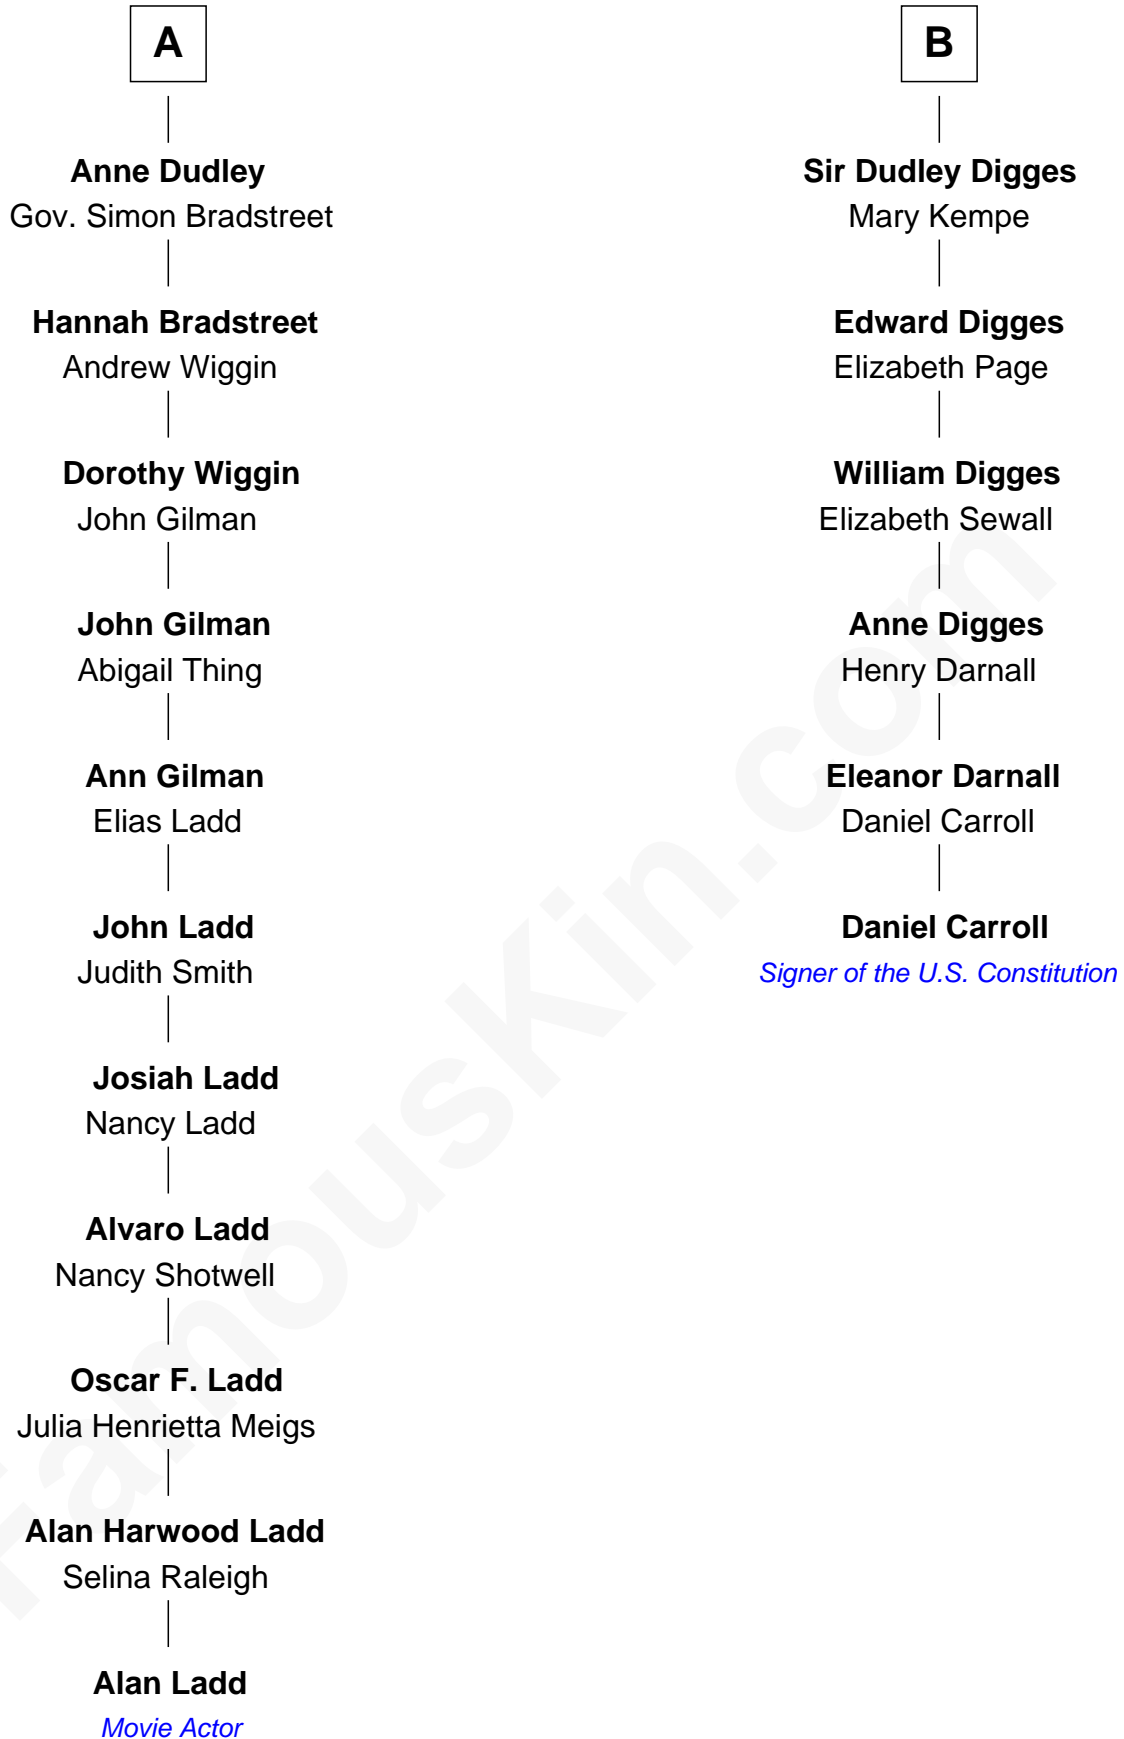 A
Anne Dudley
Gov. Simon Bradstreet
Hannah Bradstreet
Andrew Wiggin
Dorothy Wiggin
John Gilman
John Gilman
Abigail Thing
Ann Gilman
Elias Ladd
John Ladd
Judith Smith
Josiah Ladd
Nancy Ladd
Alvaro Ladd
Nancy Shotwell
Oscar F. Ladd
Julia Henrietta Meigs
Alan Harwood Ladd
Selina Raleigh
Alan Ladd
Movie Actor
B
Sir Dudley Digges
Mary Kempe
Edward Digges
Elizabeth Page
William Digges
Elizabeth Sewall
Anne Digges
Henry Darnall
Eleanor Darnall
Daniel Carroll
Daniel Carroll
Signer of the U.S. Constitution
FamousKin.com